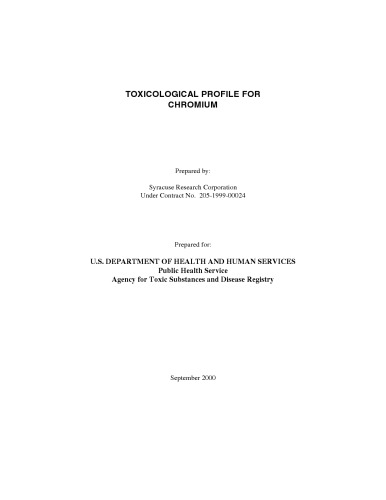 TOXICOLOGICAL PROFILE FOR
CHROMIUM
Prepared by:
Syracuse Research Corporation
Under Contract No. 205-1999-00024
Prepared for:
U.S. DEPARTMENT OF HEALTH AND HUMAN SERVICES
Public Health Service
Agency for Toxic Substances and Disease Registry
September 2000